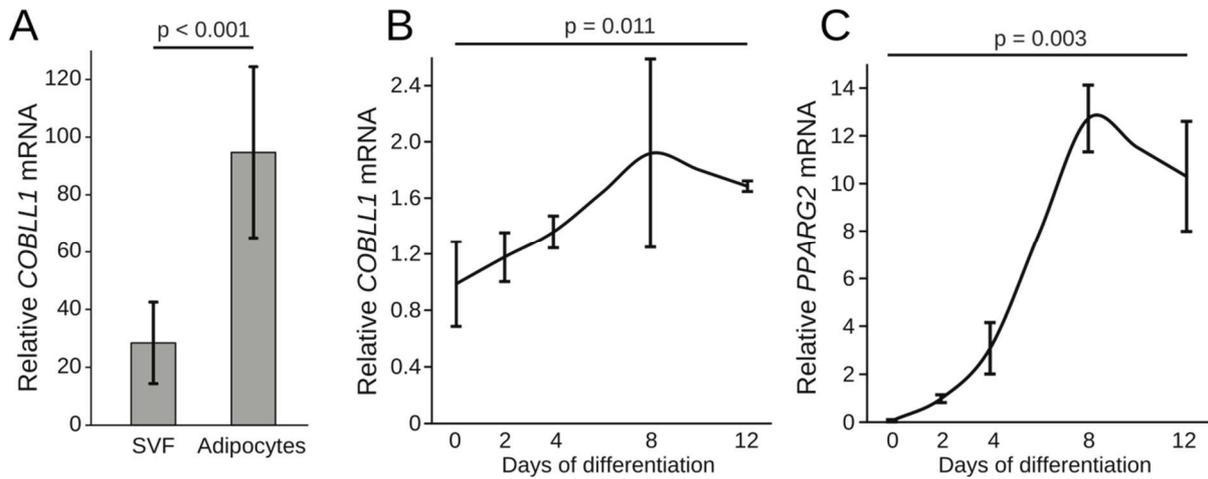 A
p < 0.001
Relative COBLL1 mRNA
120
100
80
60
40
20
0
SVF Adipocytes
B
p = 0.011
Relative COBLL1 mRNA
2.4
2.0
1.6
1.2
0.8
0.4
0
0 2 4 8 12
Days of differentiation
C
p = 0.003
Relative PPARG2 mRNA
14
12
10
8
6
4
2
0
0 2 4 8 12
Days of differentiation